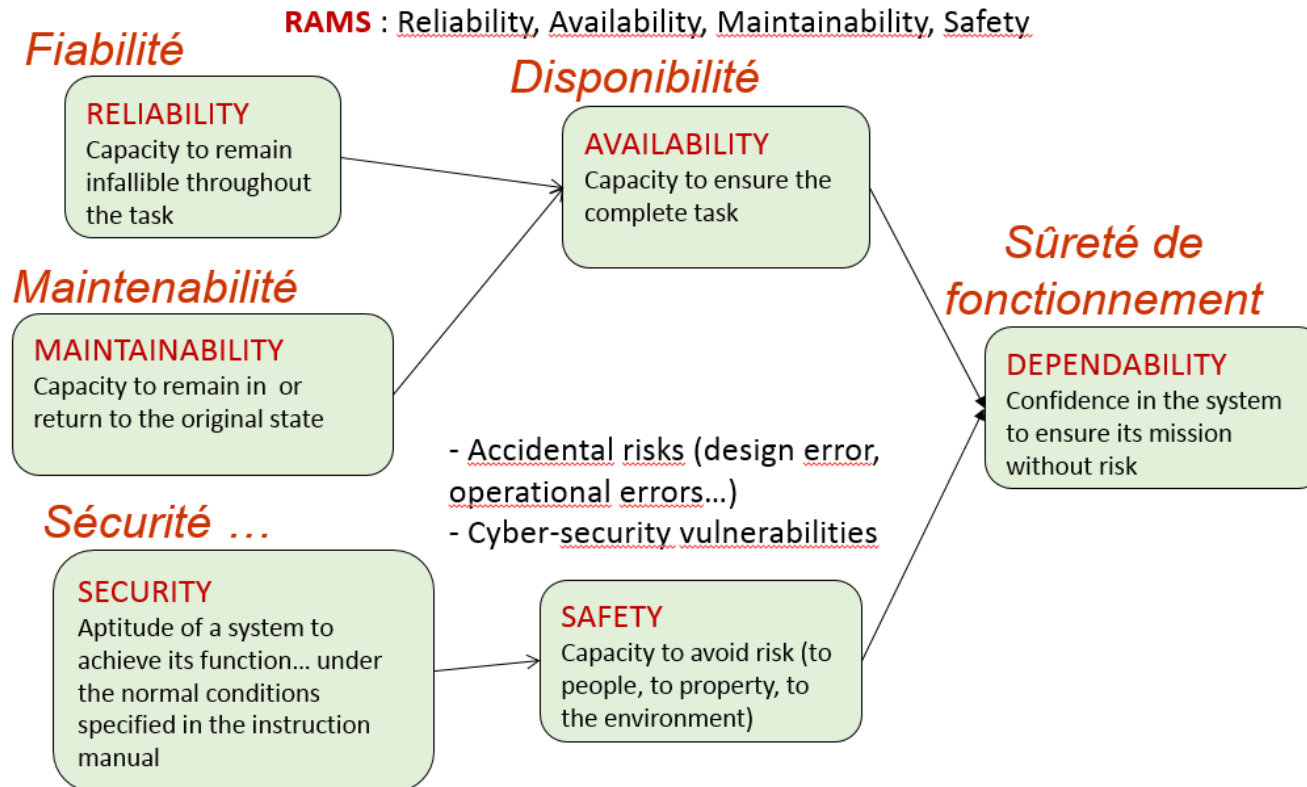 RAMS : Reliability, Availability, Maintainability, Safety
Fiabilité
RELIABILITY
Capacity to remain
infallible throughout
the task
Disponibilité
AVAILABILITY
Capacity to ensure the
complete task
Maintenabilité
MAINTAINABILITY
Capacity to remain in or
return to the original state
Sûreté de
fonctionnement
DEPENDABILITY
Confidence in the system
to ensure its mission
without risk
- Accidental risks (design error,
operational errors...)
- Cyber-security vulnerabilities
Sécurité ...
SECURITY
Aptitude of a system to
achieve its function... under
the normal conditions
specified in the instruction
manual
SAFETY
Capacity to avoid risk (to
people, to property, to
the environment)